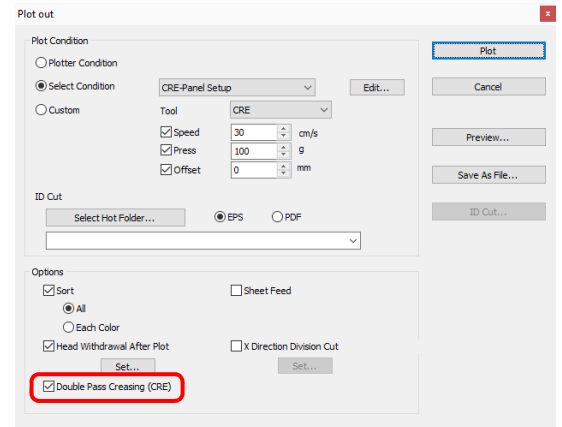 Plot out
x
Plot Condition
Plotter Condition
Select Condition CRE-Panel Setup Edit...
Custom Tool CRE
Speed 30 cm/s
Press 100 g
Offset 0 mm
ID Cut
Select Hot Folder... EPS PDF
Plot
Cancel
Preview...
Save As File...
ID Cut...
Options
Sort Sheet Feed
All
Each Color
Head Withdrawal After Plot X Direction Division Cut
Set... Set...
Double Pass Creasing (CRE)